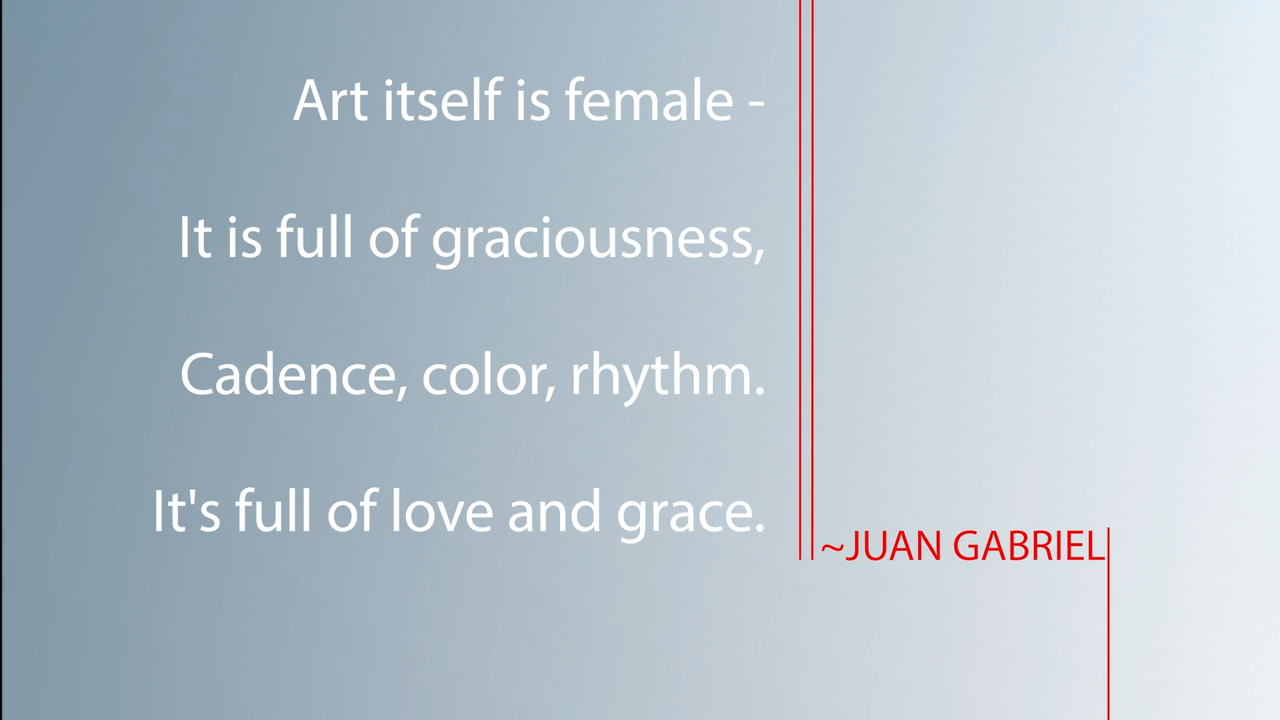 Art itself is female -
It is full of graciousness,
Cadence, color, rhythm.
It's full of love and grace.
~JUAN GABRIEL